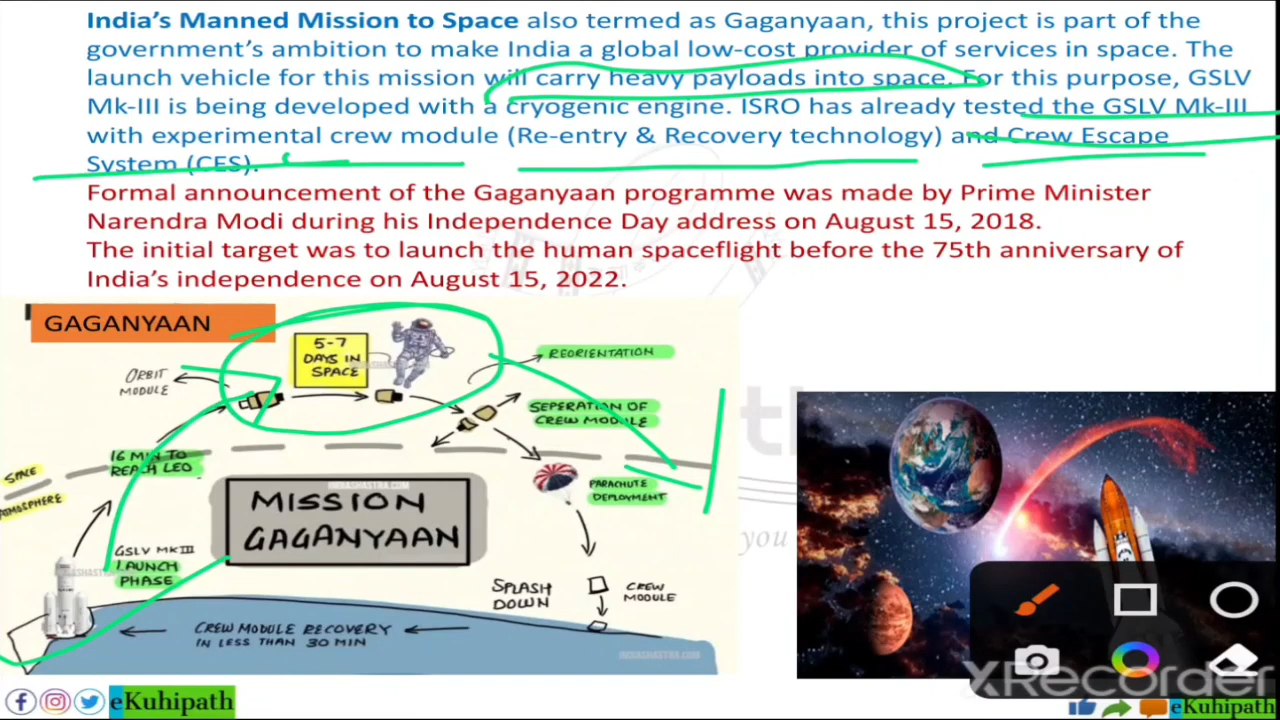 India's Manned Mission to Space also termed as Gaganyaan, this project is part of the
government's ambition to make India a global low-cost provider of services in space. The
launch vehicle for this mission will carry heavy payloads into space. For this purpose, GSLV
Mk-III is being developed with a cryogenic engine. ISRO has already tested the GSLV Mk-III
with experimental crew module (Re-entry & Recovery technology) and Crew Escape
System (CES).
Formal announcement of the Gaganyaan programme was made by Prime Minister
Narendra Modi during his Independence Day address on August 15, 2018.
The initial target was to launch the human spaceflight before the 75th anniversary of
India's independence on August 15, 2022.
GAGANYAAN
5-7
DAYS IN
SPACE
REORIENTATION
ORBIT
MODULE
SEPERATION OF
CREW MODULE
16 MIN TO
REACH LEO
SPACE
ATMOSPHERE
PARACHUTE
DEPLOYMENT
MISSION
GAGANYAAN
you
GSLV MK III
LAUNCH
PHASE
SPLASH
DOWN
CREW
MODULE
CREW MODULE RECOVERY
IN LESS THAN 30 MIN
INDIASHASTRA.COM
XRecorder
eKuhipath
eKuhipath